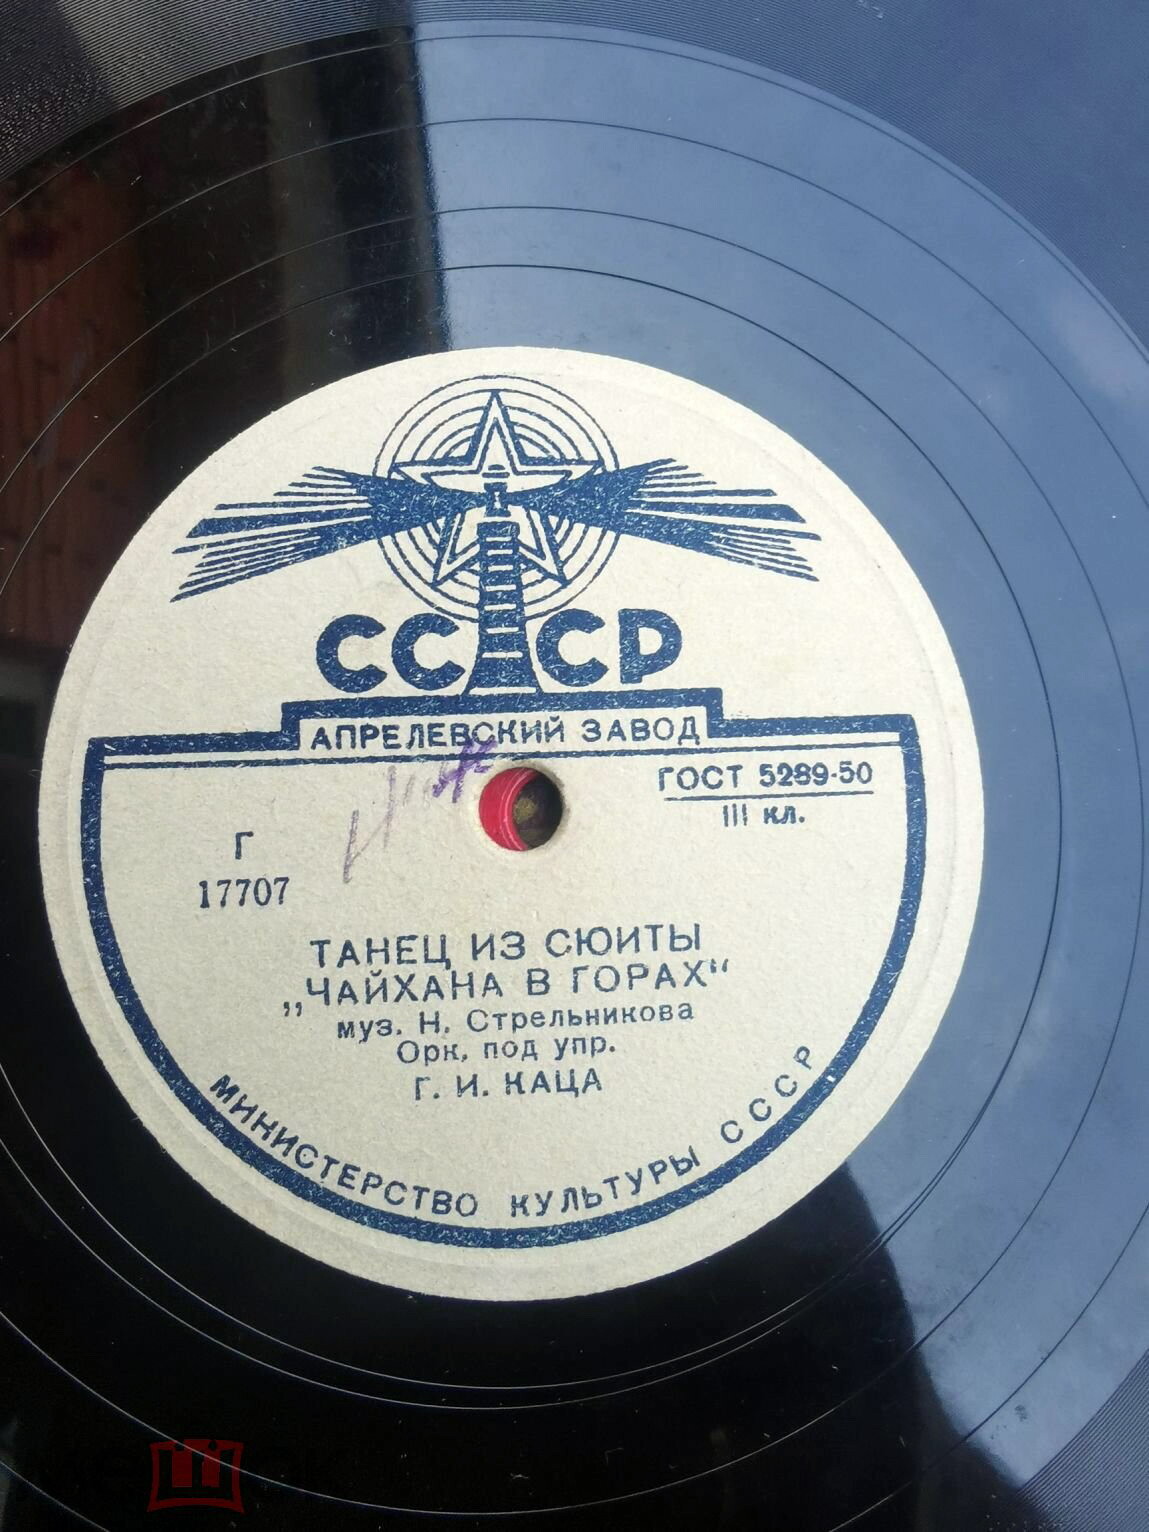 СССР
АПРЕЛЕВСКИЙ ЗАВОД
ГОСТ 5289-50
III кл.
Г
17707
ТАНЕЦ ИЗ СЮИТЫ
„ЧАЙХАНА В ГОРАХ“
муз. Н. Стрельникова
Орк. под упр.
Г. И. КАЦА
МИНИСТЕРСТВО КУЛЬТУРЫ СССР